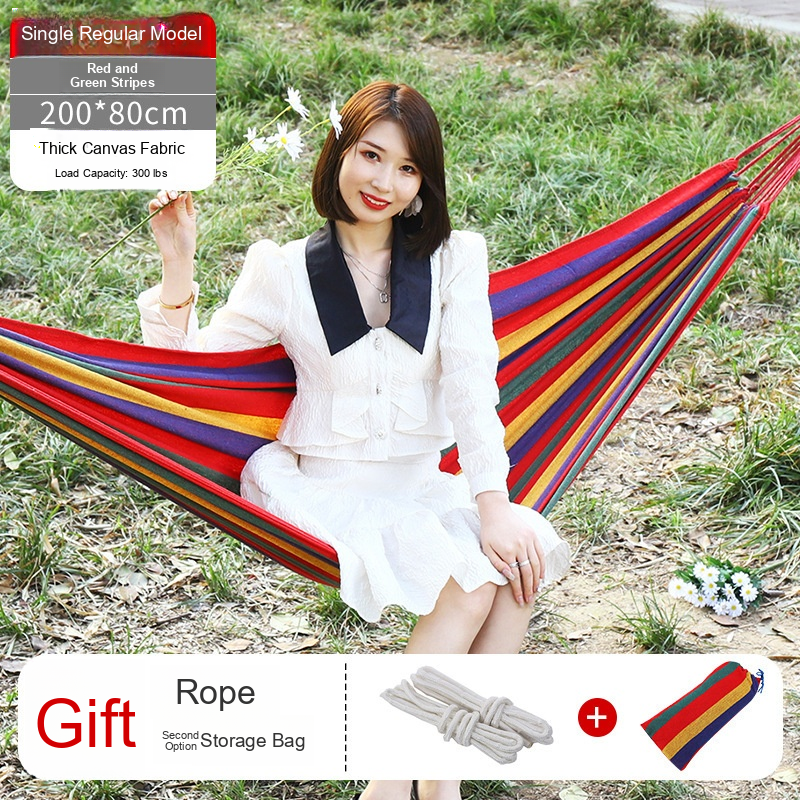 Single Regular Model
Red and
Green Stripes
200*80cm
Thick Canvas Fabric
Load Capacity: 300 lbs
Gift
Rope
Second
Option
Storage Bag